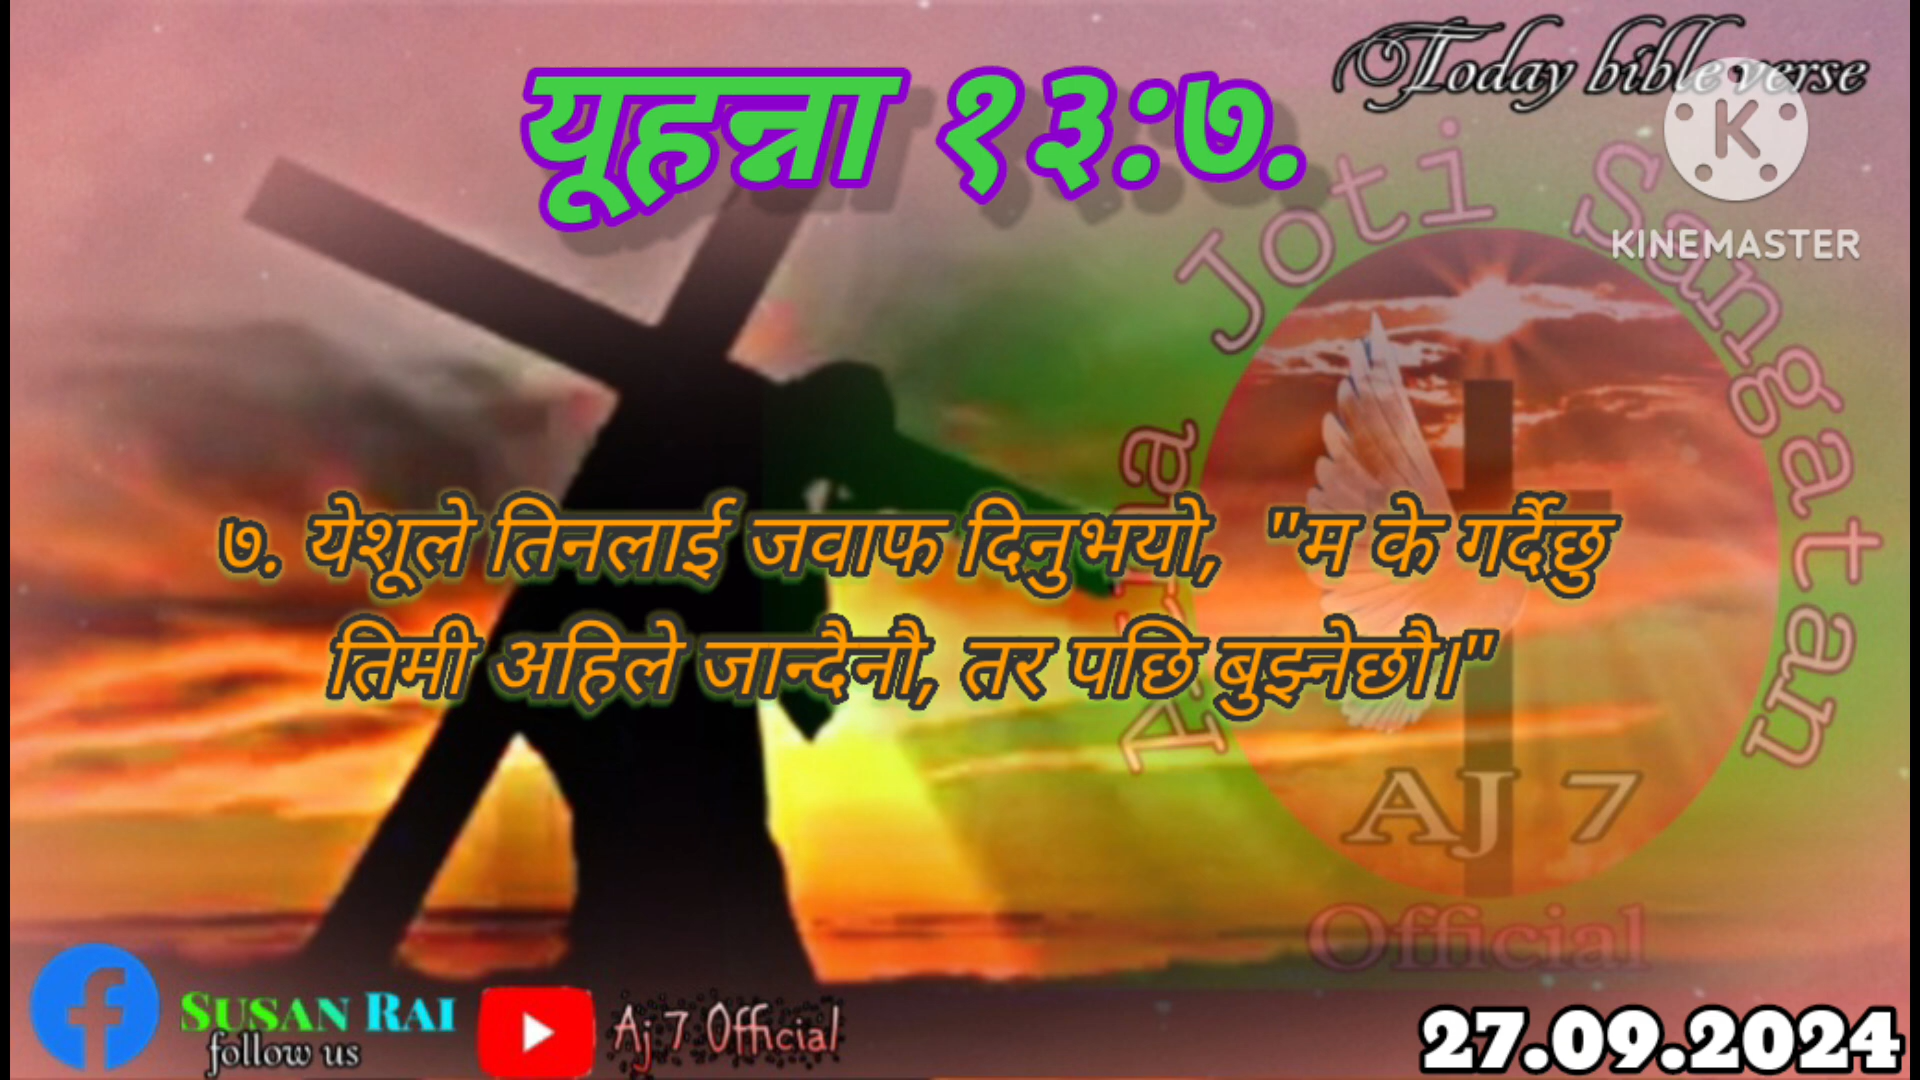 Today bible verse
यूहन्ना १३:७.
KINEMASTER
Joti Sangatan
७. येशूले तिनलाई जवाफ दिनुभयो, "म के गर्दैछु
तिमी अहिले जान्दैनौ, तर पछि बुझ्नेछौ।"
AJ 7
Official
SUSAN RAI
follow us
Aj 7 Official
27.09.2024